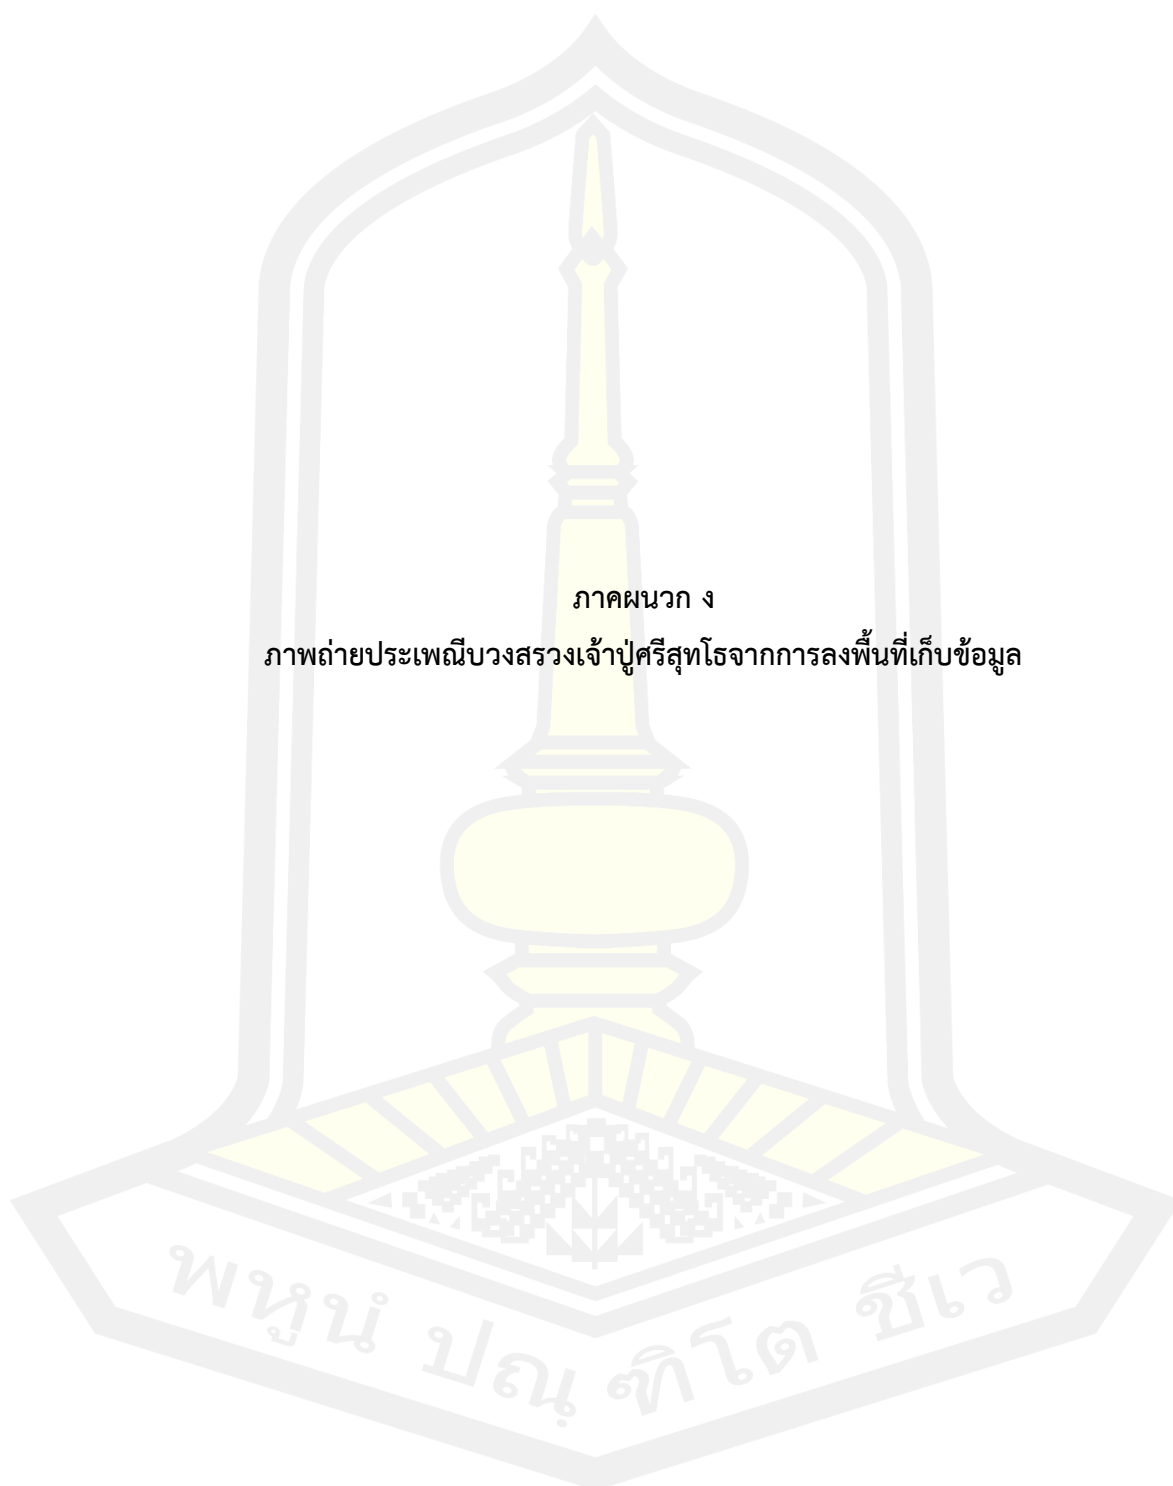 ภาคผนวก ง
ภาพถ่ายประเพณีบวงสรวงเจ้าปู่ศรีสุทโธจากการลงพื้นที่เก็บข้อมูล
พหูนํ ปณฺฑิโต ชีเว